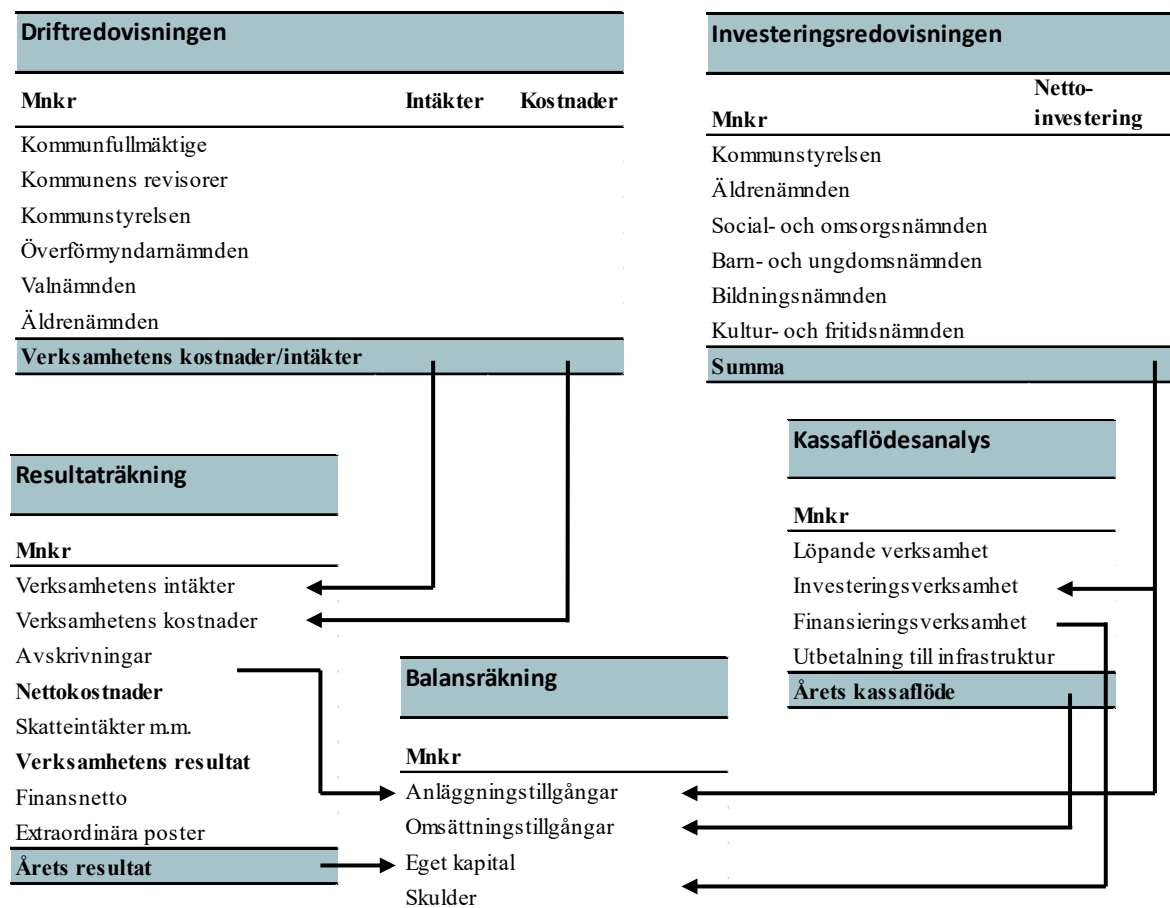 Driftredovisningen
Mnkr Intäkter Kostnader
Kommunfullmäktige
Kommunens revisorer
Kommunstyrelsen
Överförmyndarnämnden
Valnämnden
Äldrenämnden
Verksamhetens kostnader/intäkter
Investeringsredovisningen
Netto-
Mnkr investering
Kommunstyrelsen
Äldrenämnden
Social- och omsorgsnämnden
Barn- och ungdomsnämnden
Bildningsnämnden
Kultur- och fritidsnämnden
Summa
Resultaträkning
Mnkr
Verksamhetens intäkter
Verksamhetens kostnader
Avskrivningar
Nettokostnader
Skatteintäkter m.m.
Verksamhetens resultat
Finansnetto
Extraordinära poster
Årets resultat
Balansräkning
Mnkr
Anläggningstillgångar
Omsättningstillgångar
Eget kapital
Skulder
Kassaflödesanalys
Mnkr
Löpande verksamhet
Investeringsverksamhet
Finansieringsverksamhet
Utbetalning till infrastruktur
Årets kassaflöde